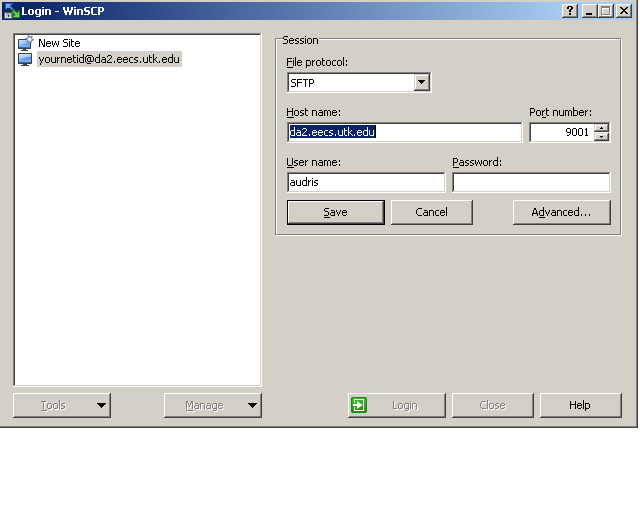 Login - WinSCP
New Site
yournetid@da2.eecs.utk.edu
Session
File protocol:
SFTP
Host name:
Port number:
da2.eecs.utk.edu
9001
User name:
Password:
audris
Save
Cancel
Advanced...
Tools
Manage
Login
Close
Help